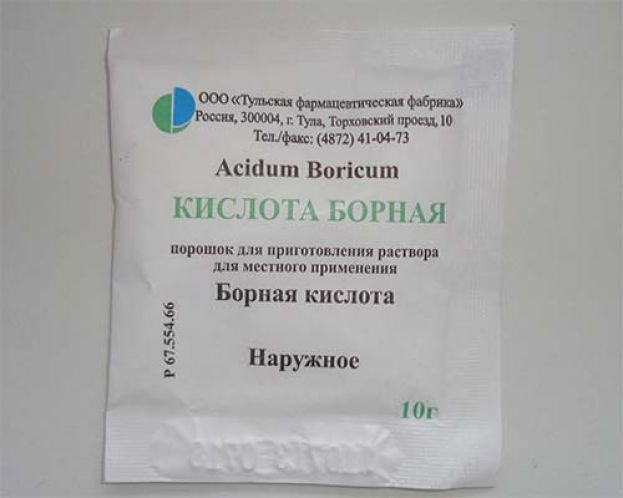 ООО «Тульская фармацевтическая фабрика»
Россия, 300004, г. Тула, Торховский проезд, 10
Тел./факс: (4872) 41-04-73
Acidum Boricum
КИСЛОТА БОРНАЯ
порошок для приготовления раствора
для местного применения
Борная кислота
Р 67.554.66
Наружное
10г